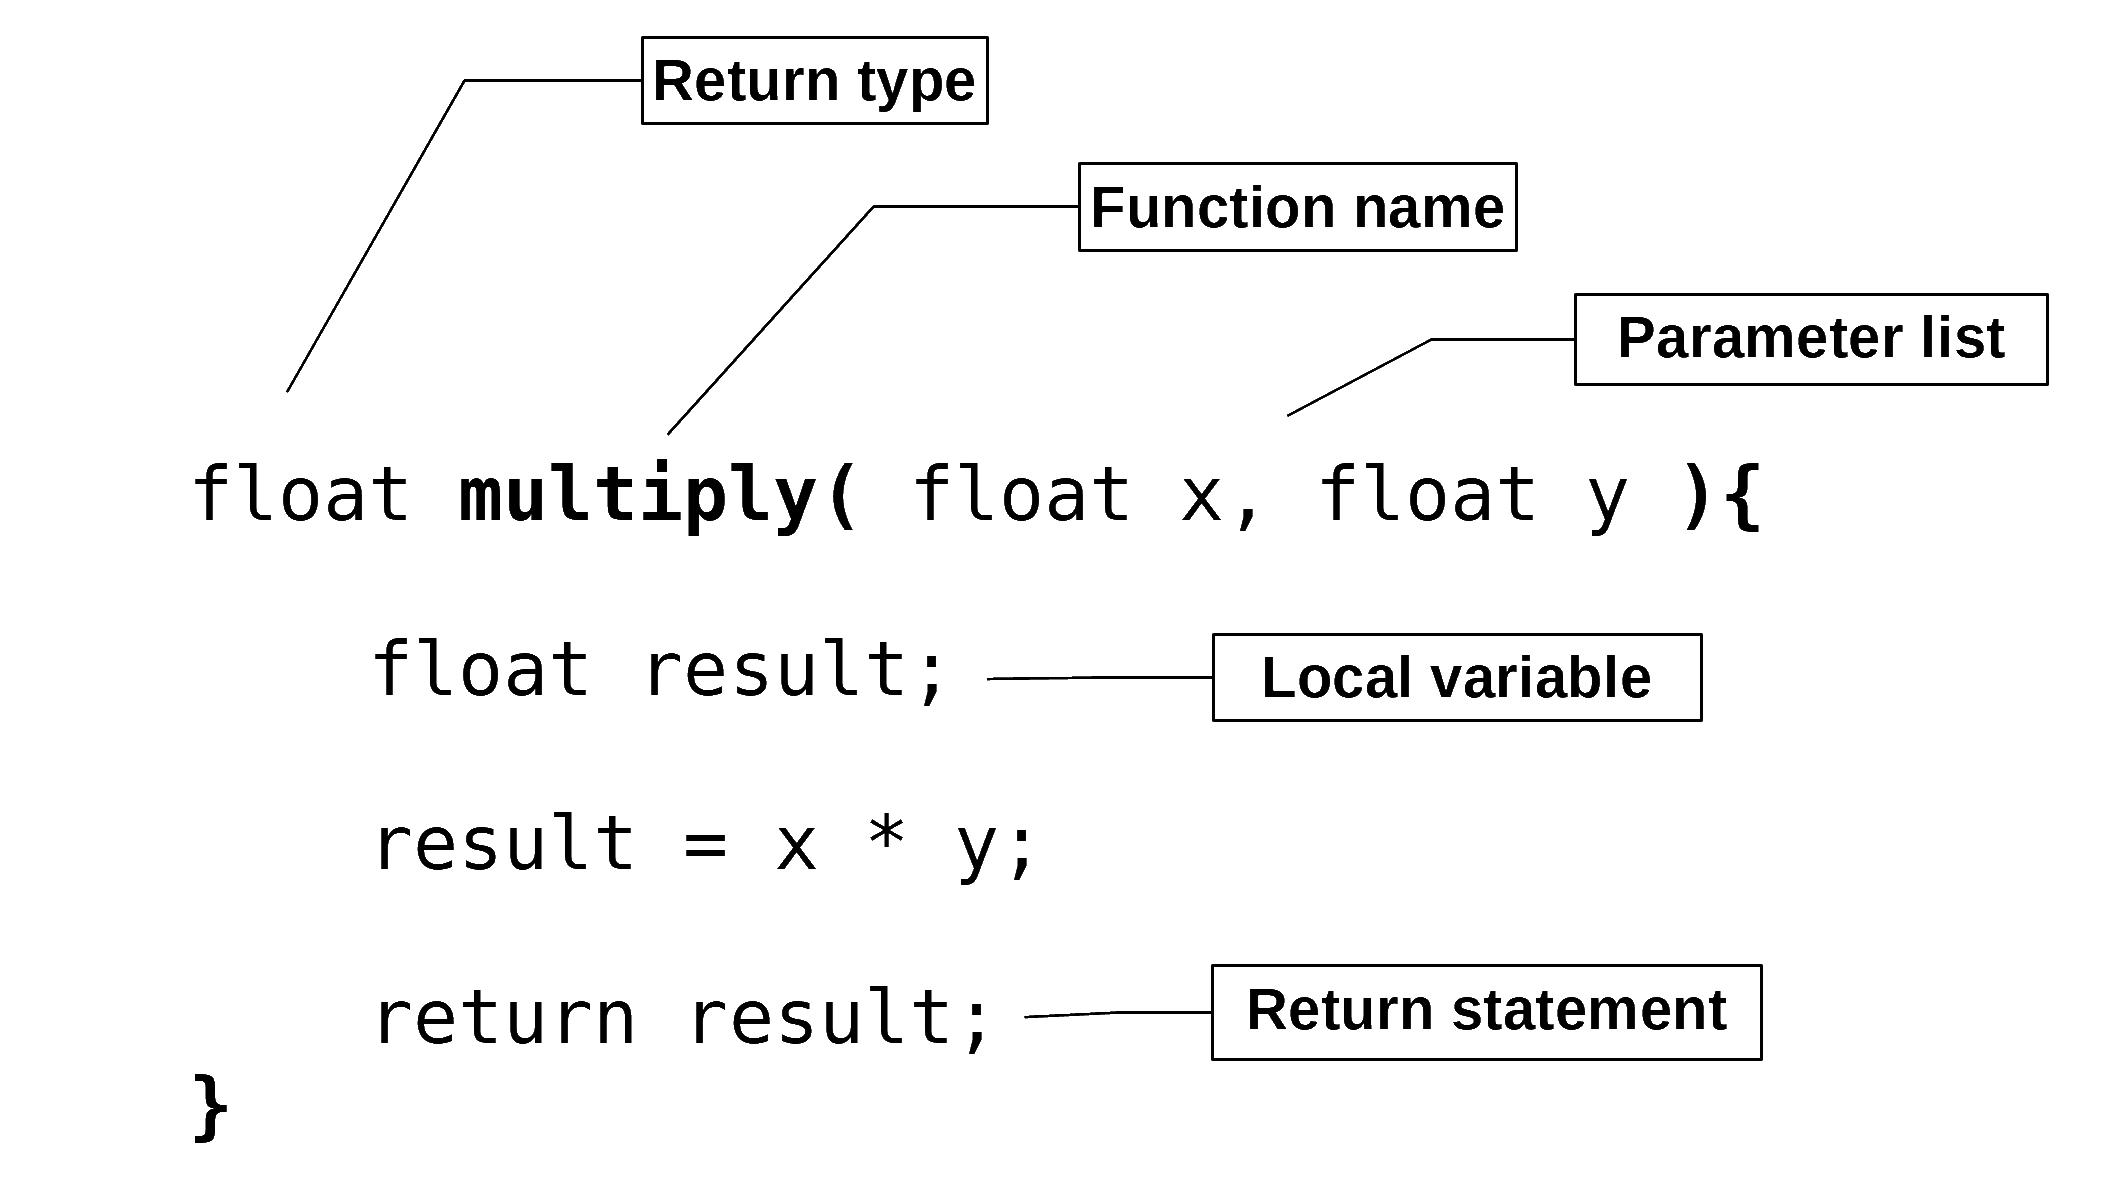 Return type
Function name
Parameter list
float multiply( float x, float y ){
float result;
Local variable
result = x * y;
return result;
Return statement
}